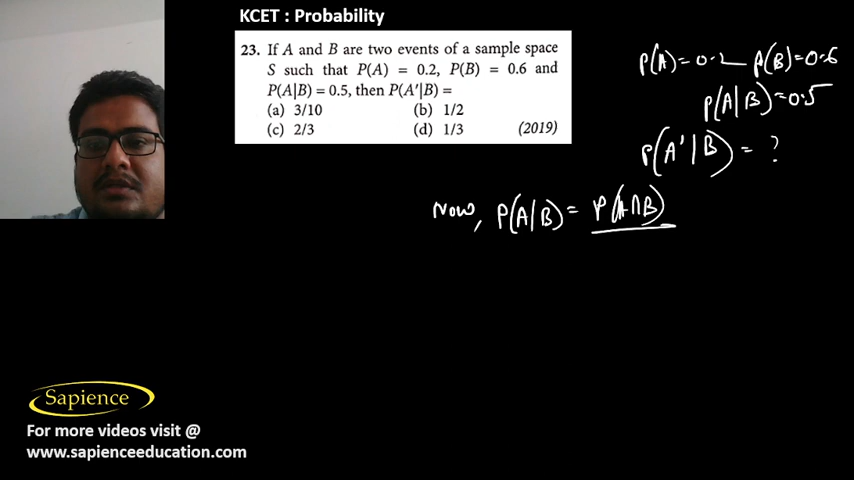 KCET : Probability
23. If A and B are two events of a sample space
S such that P(A) = 0.2, P(B) = 0.6 and
P(A|B) = 0.5, then P(A′|B) =
(a) 3/10 (b) 1/2
(c) 2/3 (d) 1/3 (2019)
P(A)=0.2 P(B)=0.6
P(A|B)=0.5
P(A′|B) = ?
Now, P(A|B) = P(A∩B)
Sapience
For more videos visit @
www.sapienceeducation.com